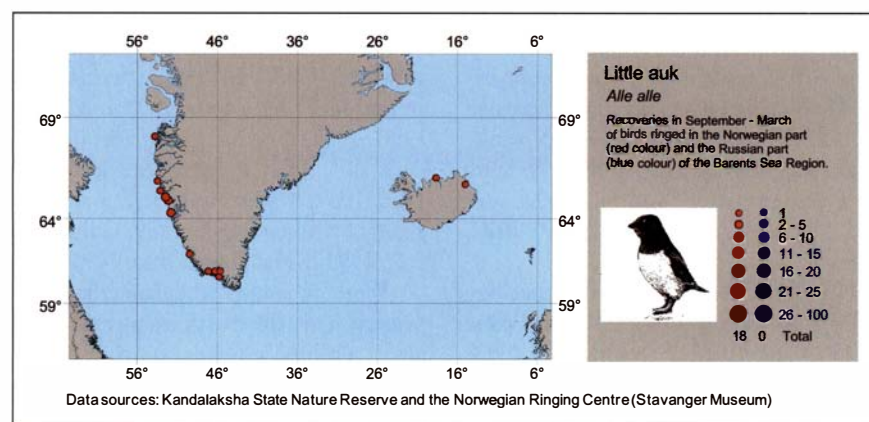 56° 46° 36° 26° 16° 6°
Little auk
Alle alle
Recoveries in September - March
of birds ringed in the Norwegian part
(red colour) and the Russian part
(blue colour) of the Barents Sea Region.
69° 69°
64° 64°
59° 59°
1
2 - 5
6 - 10
11 - 15
16 - 20
21 - 25
26 - 100
18 0 Total
56° 46° 36° 26° 16° 6°
Data sources: Kandalaksha State Nature Reserve and the Norwegian Ringing Centre (Stavanger Museum)